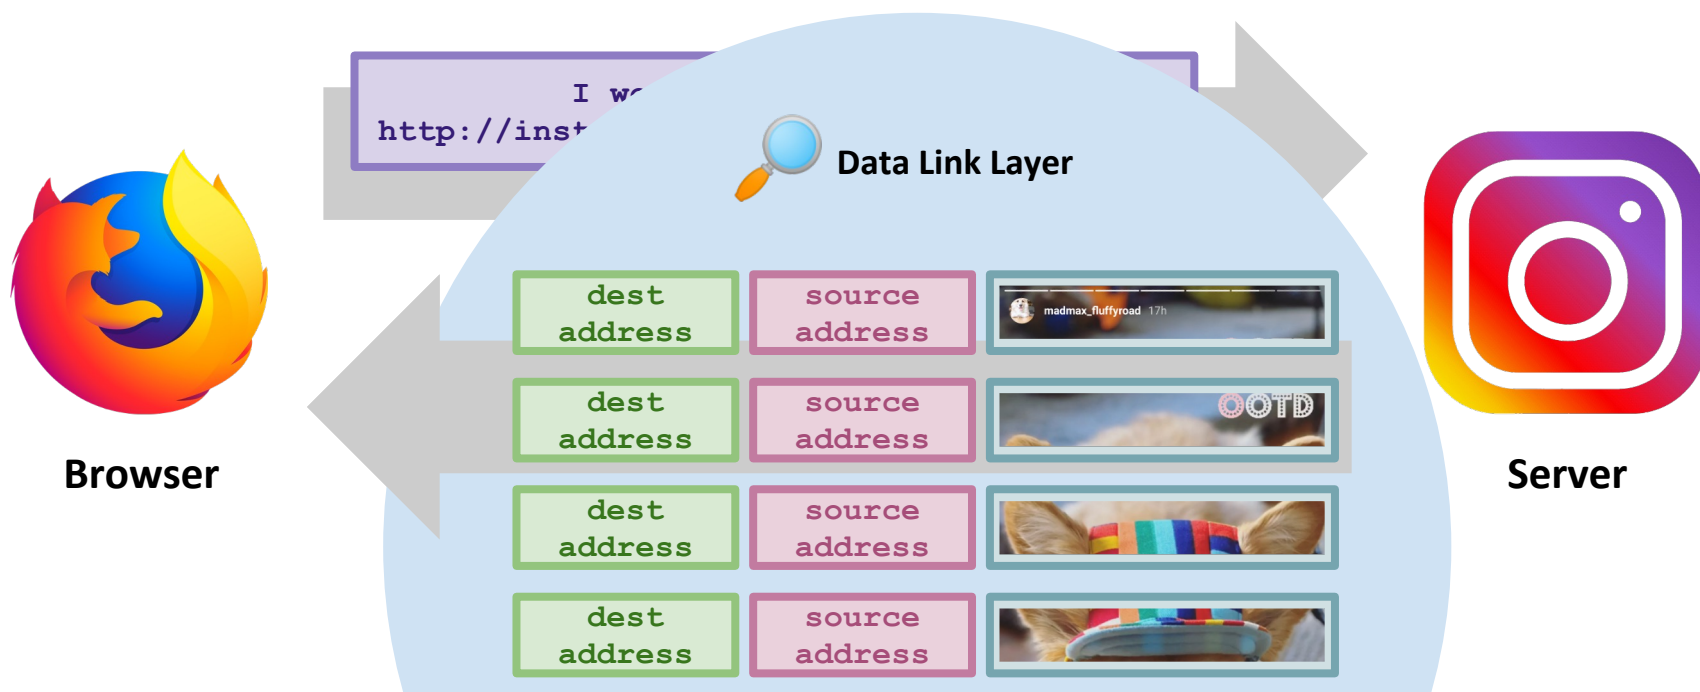 I wo
http://inst
Data Link Layer
dest
address
source
address
madmax_fluffyroad 17h
dest
address
source
address
OOTD
Browser
Server
dest
address
source
address
dest
address
source
address